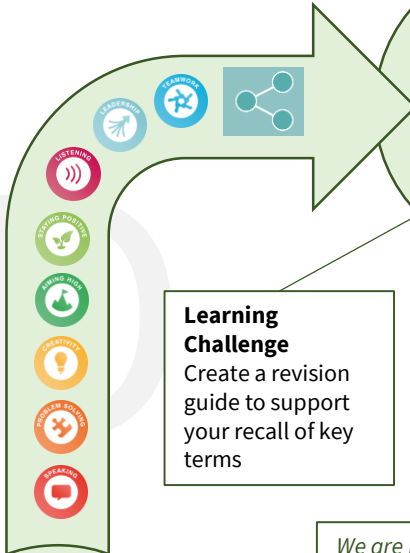 TEAMWORK
LEADERSHIP
LISTENING
STAYING POSITIVE
AIMING HIGH
CREATIVITY
PROBLEM SOLVING
SPEAKING
Learning
Challenge
Create a revision
guide to support
your recall of key
terms
We are